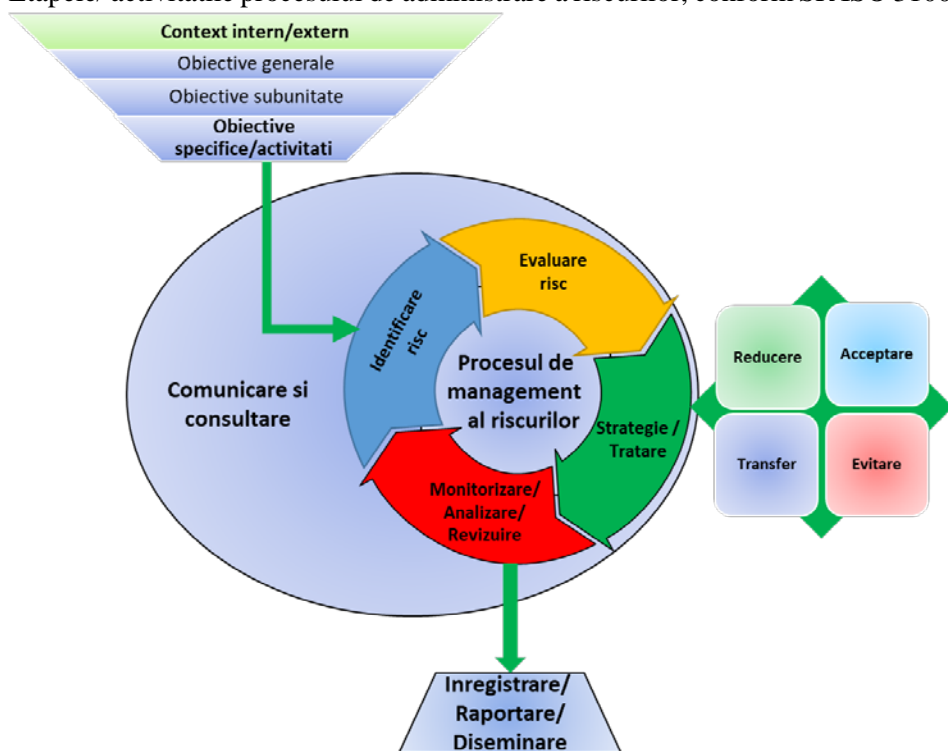 Context intern/extern
Obiective generale
Obiective subunitate
Obiective
specifice/activitati
Evaluare
risc
Identificare
risc
Procesul de
management
al riscurilor
Comunicare si
consultare
Strategie /
Tratare
Monitorizare/
Analizare/
Revizuire
Reducere
Acceptare
Transfer
Evitare
Inregistrare/
Raportare/
Diseminare